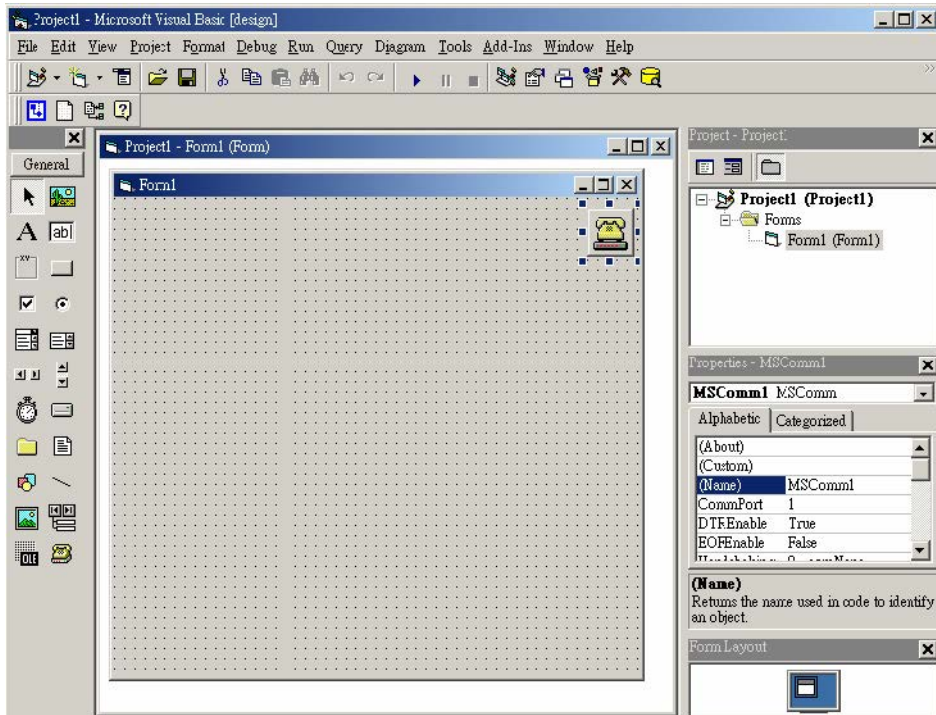 Project1 - Microsoft Visual Basic [design]
File Edit View Project Format Debug Run Query Diagram Tools Add-Ins Window Help
General
A
ab
xv
OLE
Project1 - Form1 (Form)
Form1
Project - Project1
Project1 (Project1)
Forms
Form1 (Form1)
Properties - MSComm1
MSComm1 MSComm
Alphabetic Categorized
(About)
(Custom)
(Name) MSComm1
CommPort 1
DTREnable True
EOFEnable False
(Name)
Returns the name used in code to identify
an object.
Form Layout